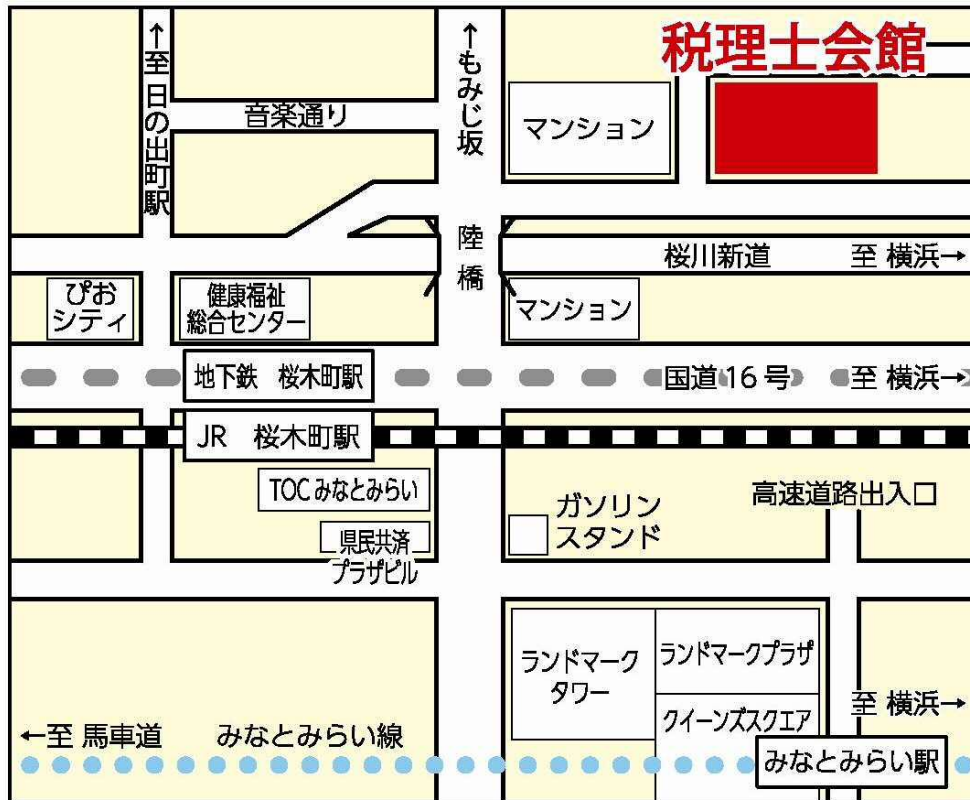 税理士会館
↑至 日の出町駅
↑もみじ坂
音楽通り
マンション
陸橋
桜川新道
至 横浜→
ぴお
シティ
健康福祉
総合センター
マンション
地下鉄 桜木町駅
国道16号
至 横浜→
JR 桜木町駅
TOCみなとみらい
県民共済
プラザビル
ガソリン
スタンド
高速道路出入口
ランドマーク
タワー
ランドマークプラザ
クイーンズスクエア
至 横浜→
←至 馬車道
みなとみらい線
みなとみらい駅